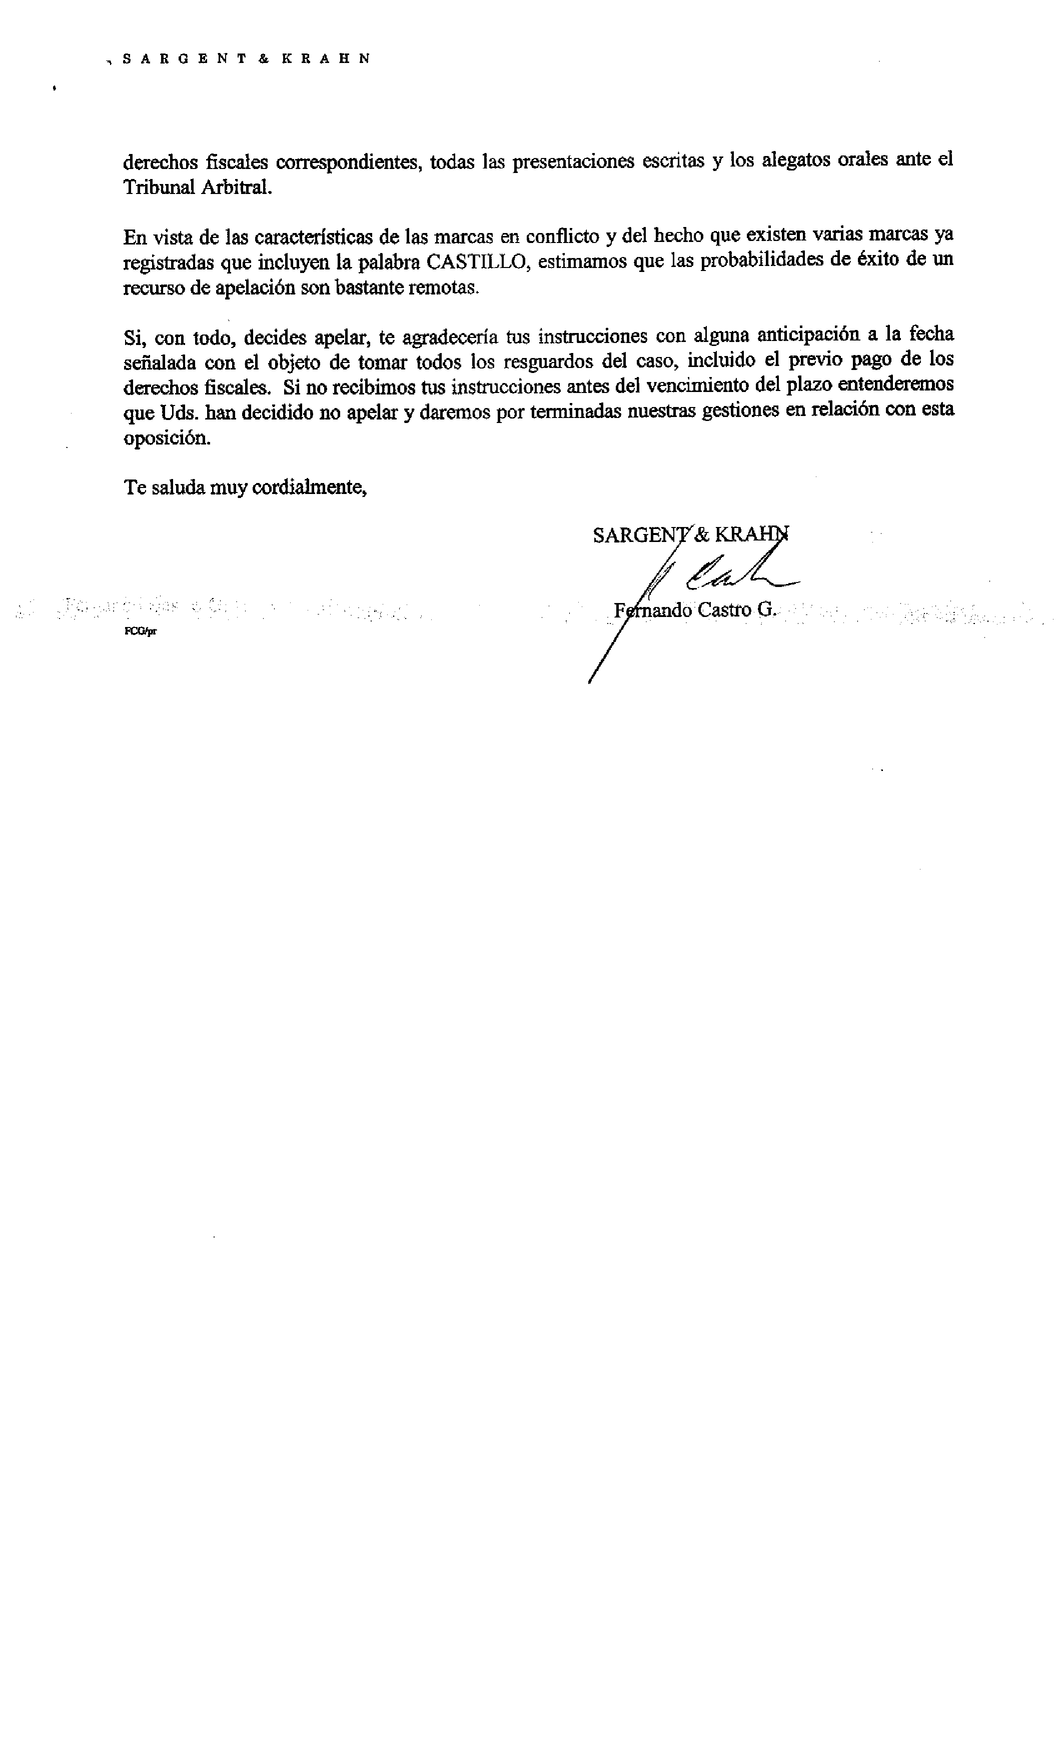 SARGENT & KRAHN
derechos fiscales correspondientes, todas las presentaciones escritas y los alegatos orales ante el
Tribunal Arbitral.
En vista de las características de las marcas en conflicto y del hecho que existen varias marcas ya
registradas que incluyen la palabra CASTILLO, estimamos que las probabilidades de éxito de un
recurso de apelación son bastante remotas.
Si, con todo, decides apelar, te agradecería tus instrucciones con alguna anticipación a la fecha
señalada con el objeto de tomar todos los resguardos del caso, incluido el previo pago de los
derechos fiscales. Si no recibimos tus instrucciones antes del vencimiento del plazo entenderemos
que Uds. han decidido no apelar y daremos por terminadas nuestras gestiones en relación con esta
oposición.
Te saluda muy cordialmente,
SARGENT & KRAHN
Fernando Castro G.
FCG/pr